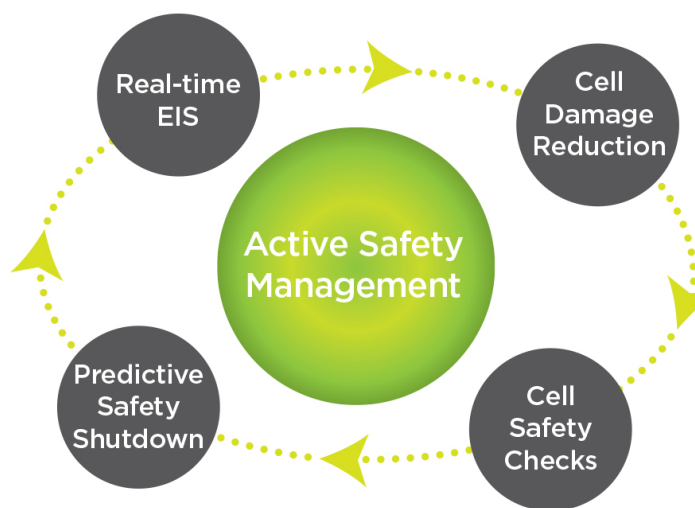 Real-time
EIS
Cell
Damage
Reduction
Active Safety
Management
Predictive
Safety
Shutdown
Cell
Safety
Checks